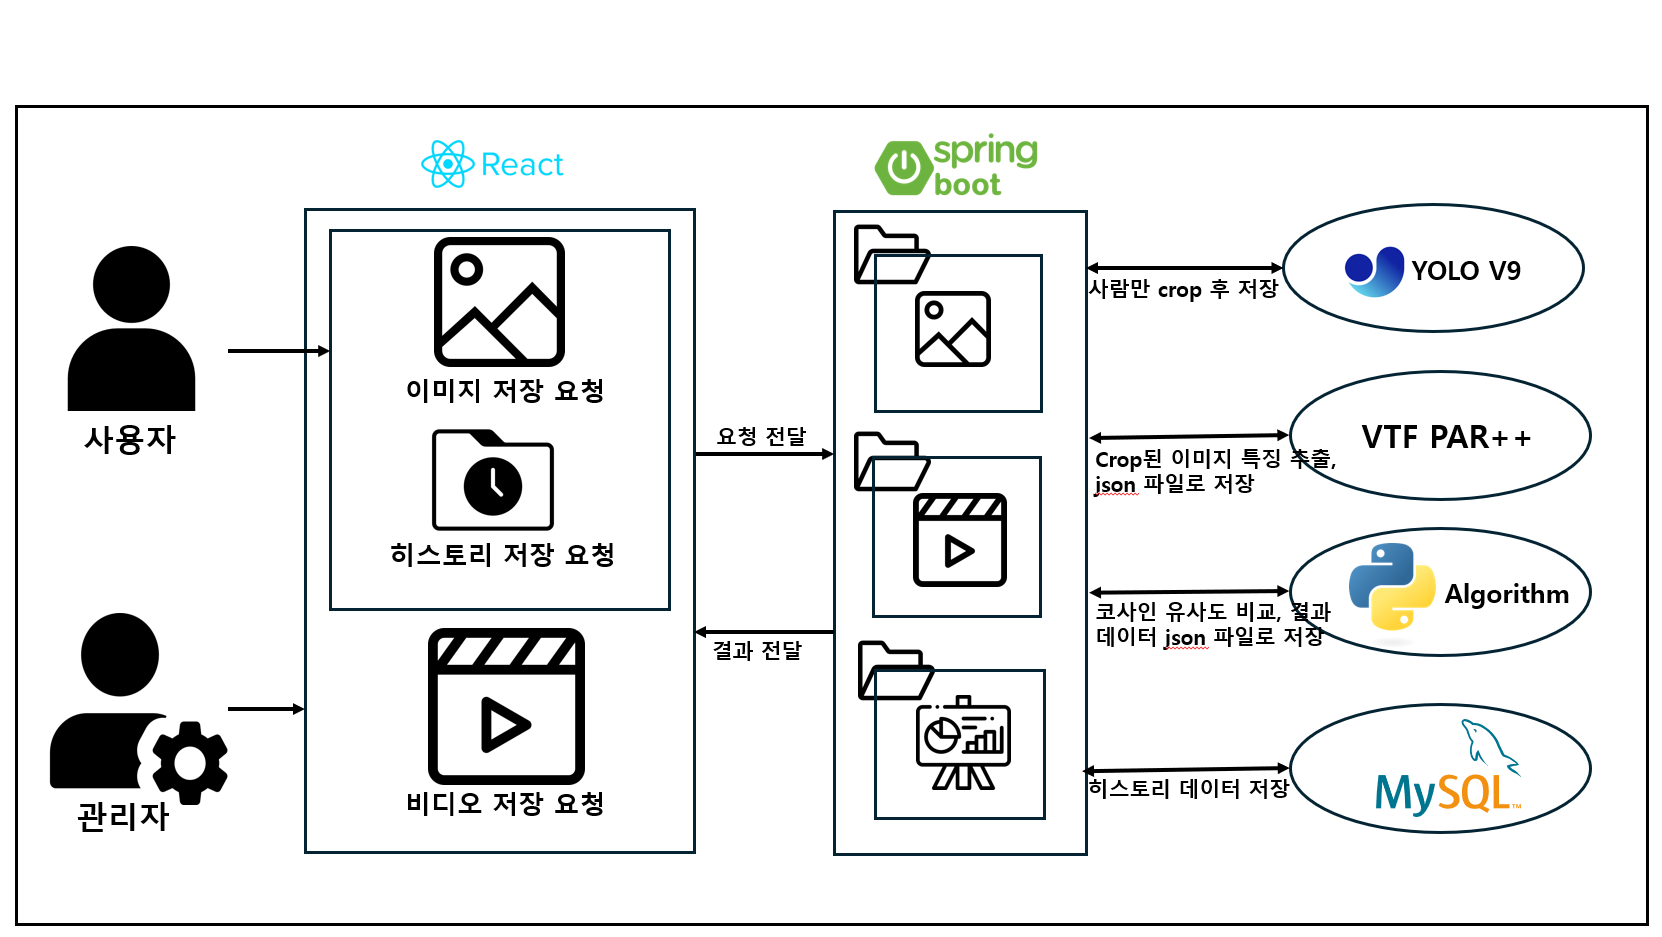 React
spring
boot
사용자
이미지 저장 요청
히스토리 저장 요청
관리자
비디오 저장 요청
요청 전달
결과 전달
사람만 crop 후 저장
YOLO V9
Crop된 이미지 특징 추출,
json 파일로 저장
VTF PAR++
코사인 유사도 비교, 결과
데이터 json 파일로 저장
Algorithm
히스토리 데이터 저장
MySQL™